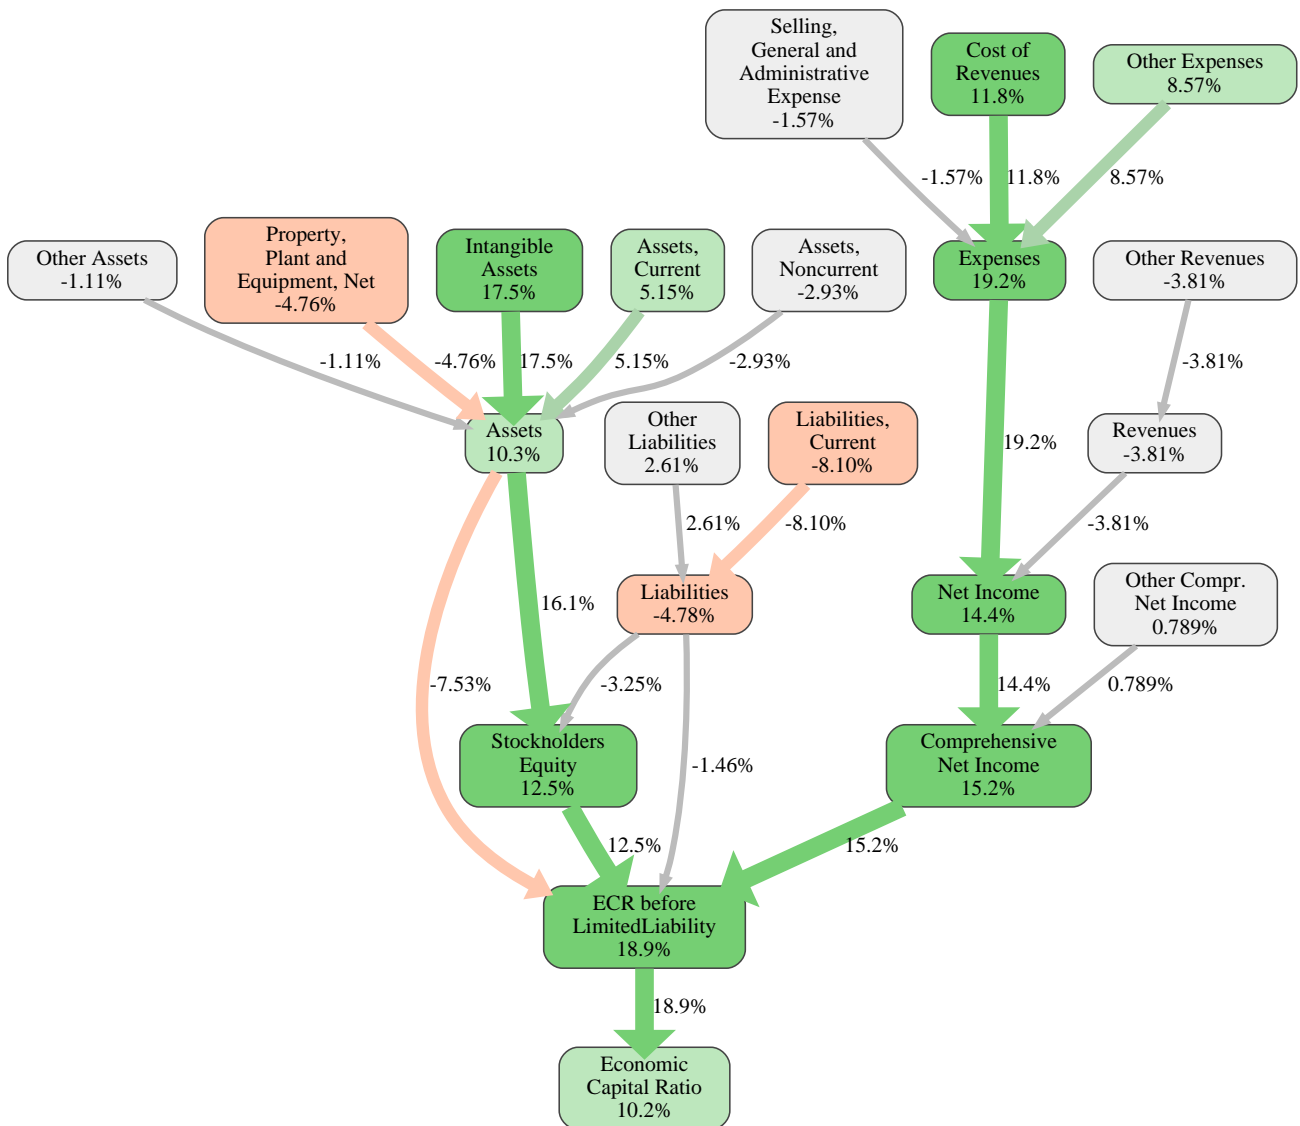 Selling,
General and
Administrative
Expense
-1.57%
Cost of
Revenues
11.8%
Other Expenses
8.57%
-1.57%
11.8%
8.57%
Other Assets
-1.11%
Property,
Plant and
Equipment, Net
-4.76%
Intangible
Assets
17.5%
Assets,
Current
5.15%
Assets,
Noncurrent
-2.93%
Expenses
19.2%
Other Revenues
-3.81%
-1.11%
-4.76%
17.5%
5.15%
-2.93%
-3.81%
Assets
10.3%
Other
Liabilities
2.61%
Liabilities,
Current
-8.10%
19.2%
Revenues
-3.81%
2.61%
-8.10%
-3.81%
16.1%
Liabilities
-4.78%
Net Income
14.4%
Other Compr.
Net Income
0.789%
-7.53%
-3.25%
14.4%
0.789%
Stockholders
Equity
12.5%
-1.46%
Comprehensive
Net Income
15.2%
12.5%
15.2%
ECR before
LimitedLiability
18.9%
18.9%
Economic
Capital Ratio
10.2%